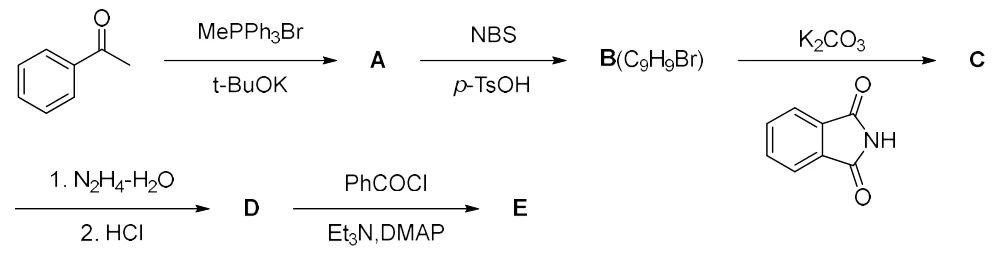 O
MePPh₃Br
t-BuOK
A
NBS
p-TsOH
B(C₉H₉Br)
K₂CO₃
O
NH
O
C
1. N₂H₄-H₂O
2. HCl
D
PhCOCl
Et₃N,DMAP
E